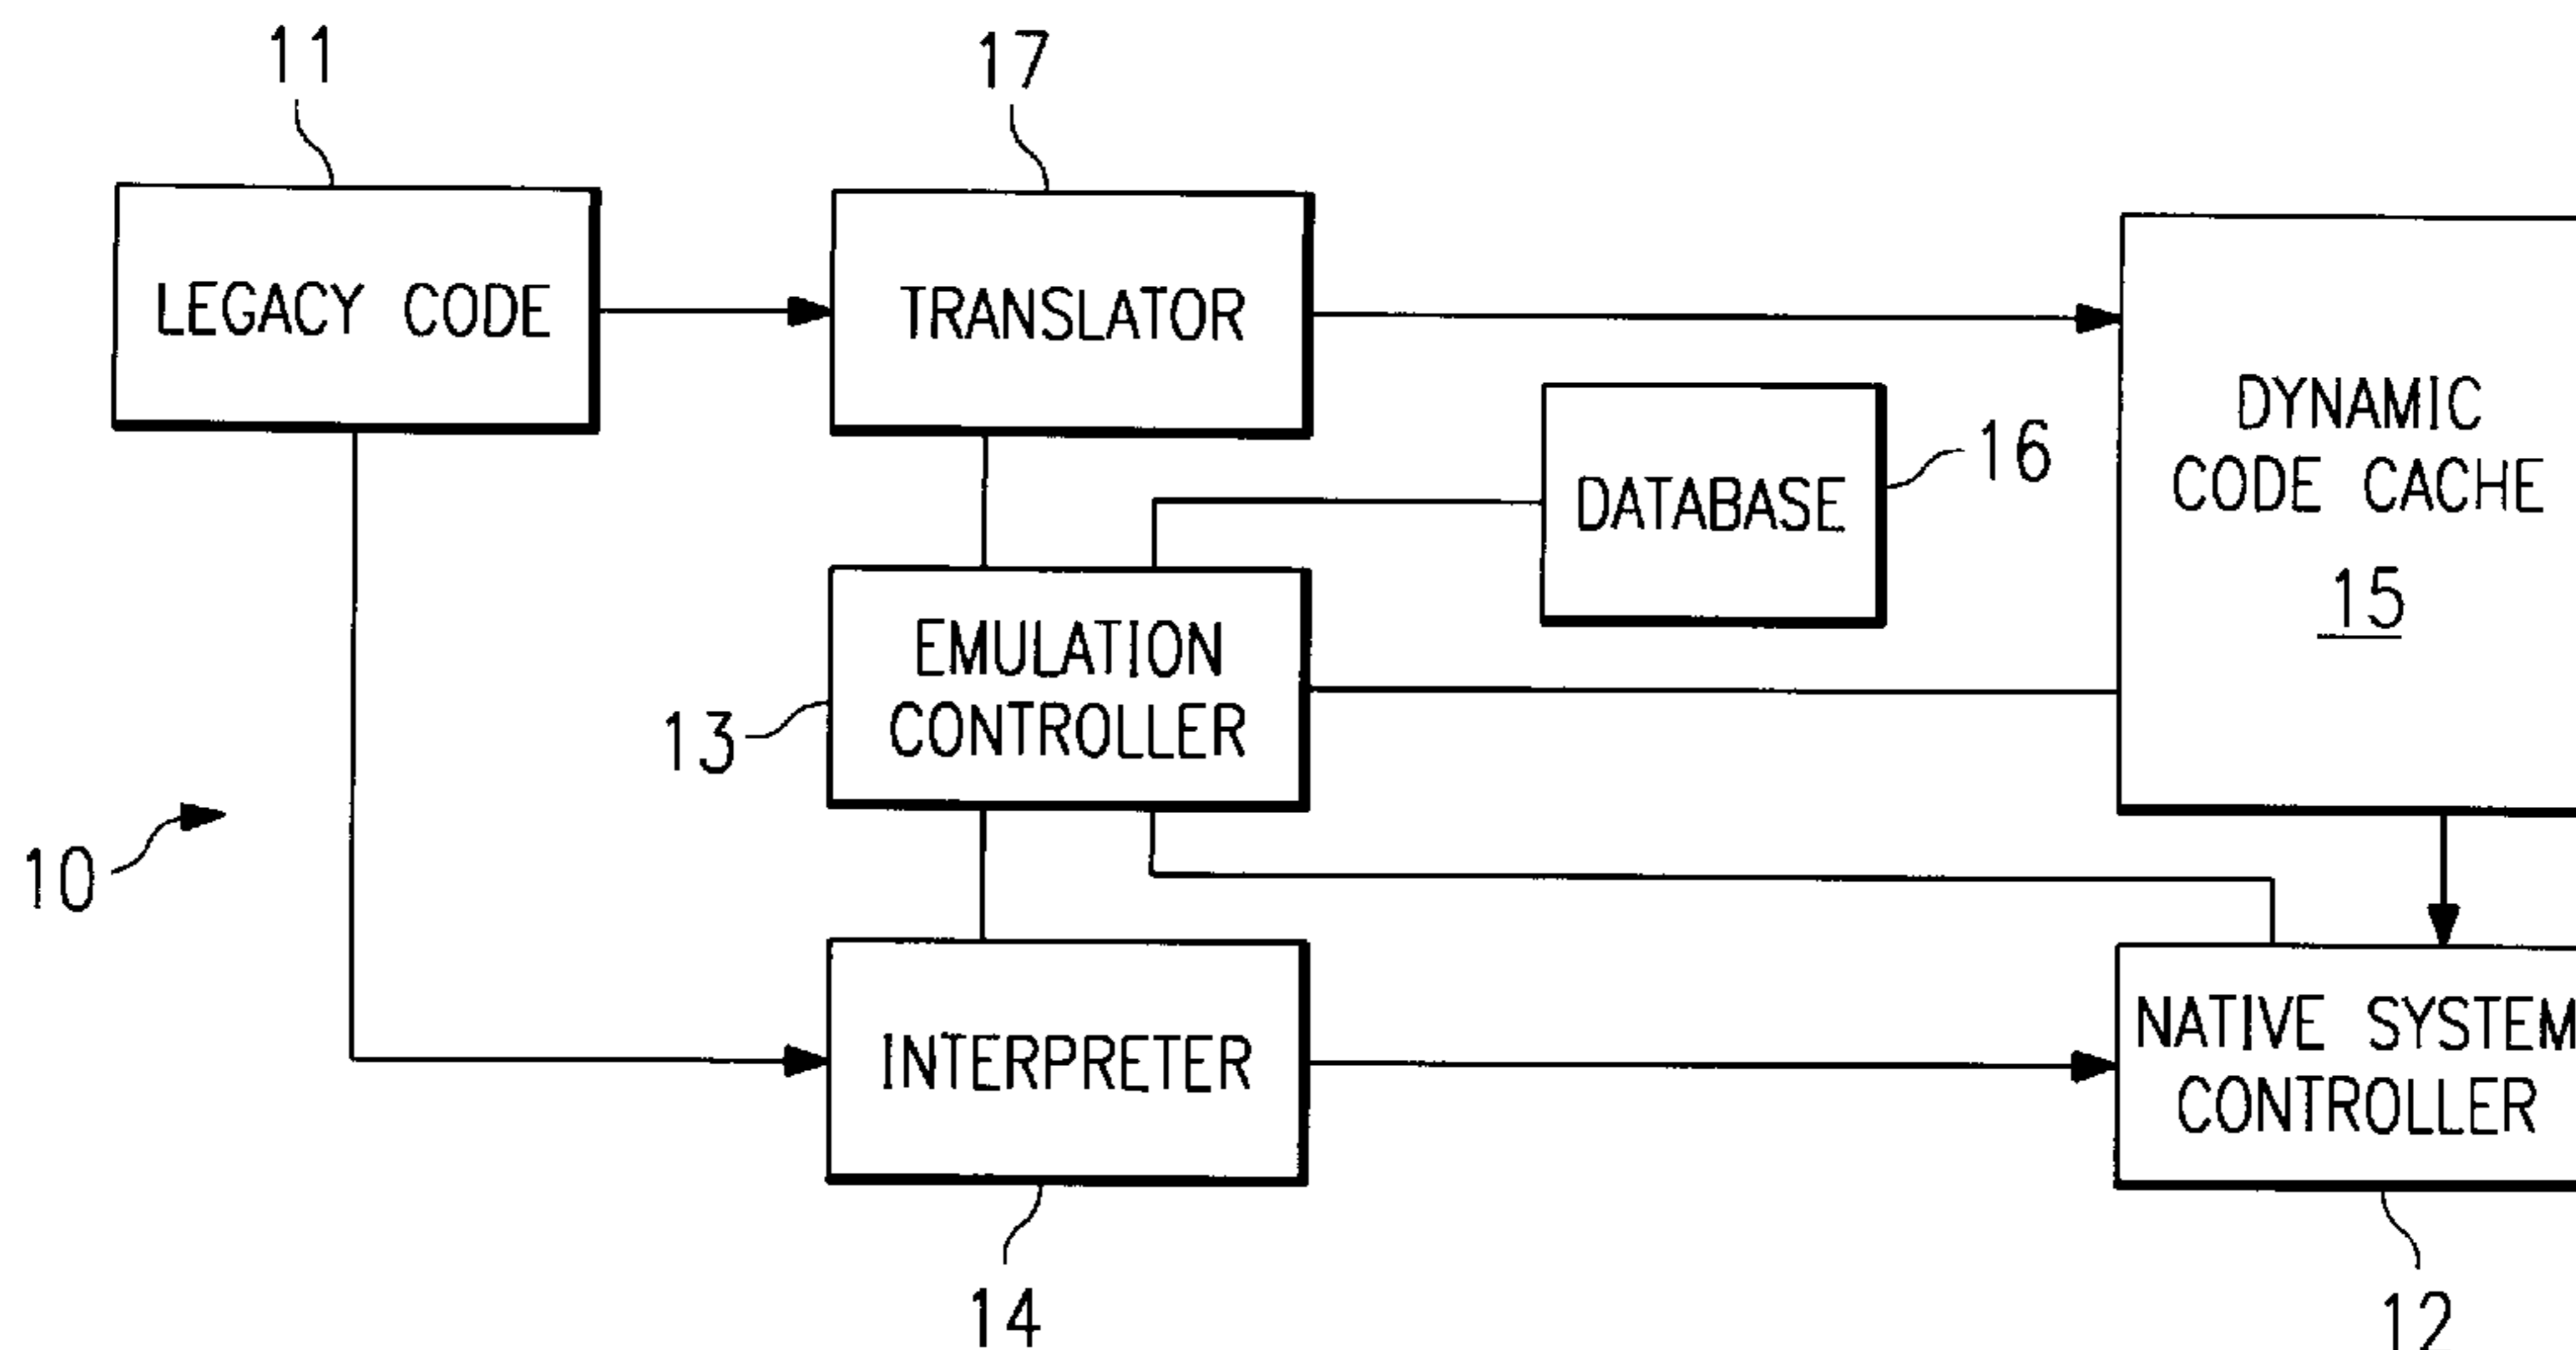 11
17
LEGACY CODE
TRANSLATOR
DYNAMIC
CODE CACHE
15
DATABASE
16
EMULATION
CONTROLLER
13
10
INTERPRETER
NATIVE SYSTEM
CONTROLLER
14
12